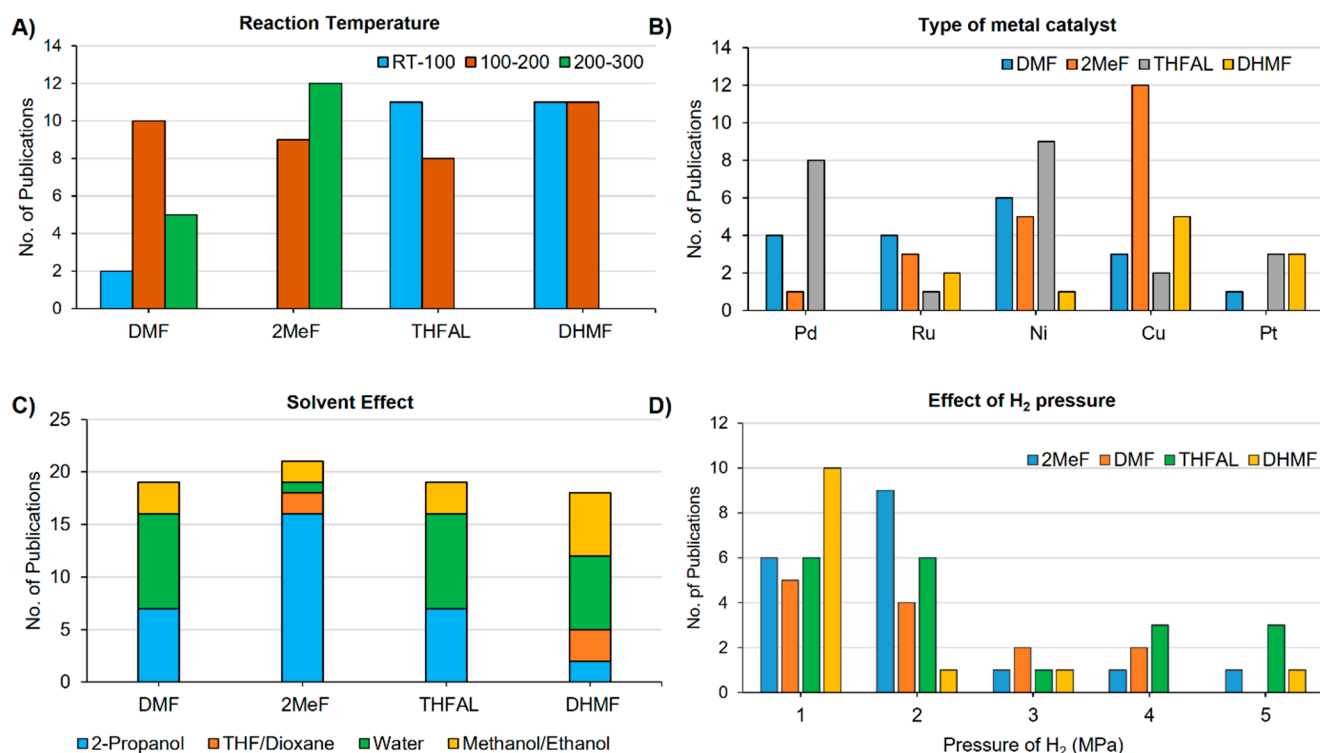 A) Reaction Temperature
No. of Publications
14
12
10
8
6
4
2
0
RT-100 100-200 200-300
DMF 2MeF THFAL DHMF
B) Type of metal catalyst
No. of Publications
14
12
10
8
6
4
2
0
DMF 2MeF THFAL DHMF
Pd Ru Ni Cu Pt
C) Solvent Effect
No. of Publications
25
20
15
10
5
0
DMF 2MeF THFAL DHMF
2-Propanol THF/Dioxane Water Methanol/Ethanol
D) Effect of H₂ pressure
No. pf Publications
12
10
8
6
4
2
0
2MeF DMF THFAL DHMF
1 2 3 4 5
Pressure of H₂ (MPa)